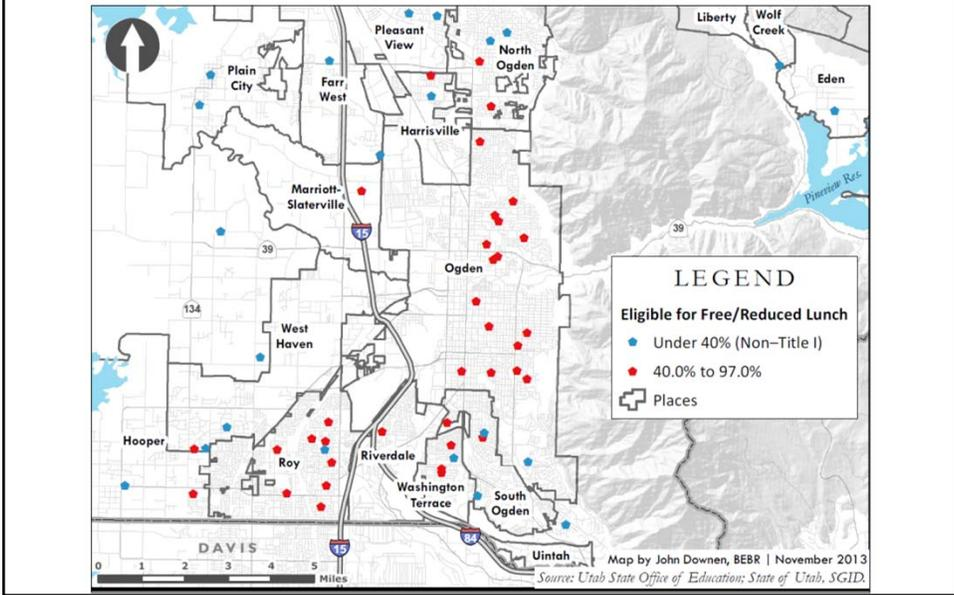 Liberty
Wolf
Creek
Pleasant
View
North
Ogden
Plain
City
Farr
West
Eden
Harrisville
Pineview Res.
Marriott-
Slaterville
15
39
39
Ogden
LEGEND
Eligible for Free/Reduced Lunch
Under 40% (Non–Title I)
40.0% to 97.0%
Places
134
West
Haven
Hooper
Roy
Riverdale
Washington
Terrace
South
Ogden
84
15
DAVIS
Uintah
0 1 2 3 4 5
Miles
Map by John Downen, BEBR | November 2013
Source: Utah State Office of Education; State of Utah, SGID.